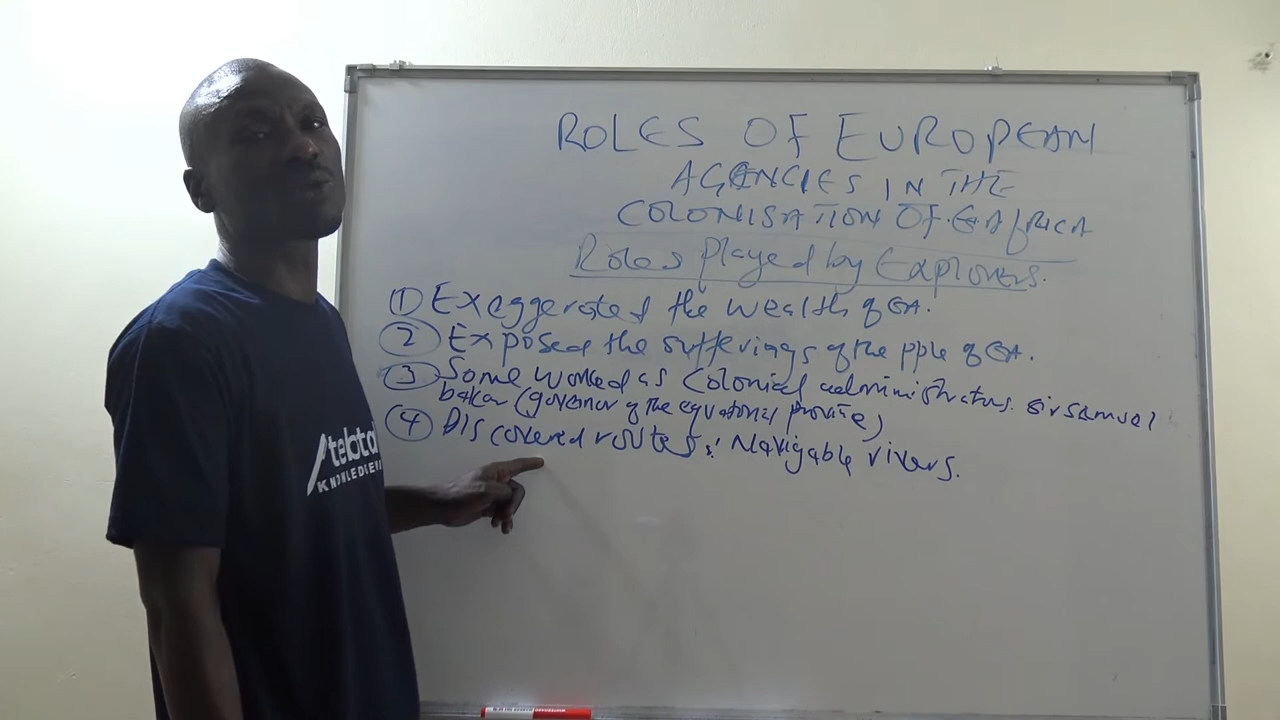 ROLES OF EUROPEAN
AGENCIES IN THE
COLONISATION OF E.AfRICA
Roles Played by Explorers.
① Exaggerated the wealth of EA.
② Exposed the sufferings of the pple of EA.
③ Some worked as colonial administrators. Sir Samuel
baker (governor of the equatorial province)
④ Discovered routes: Navigable rivers.
KNOWLEDGE